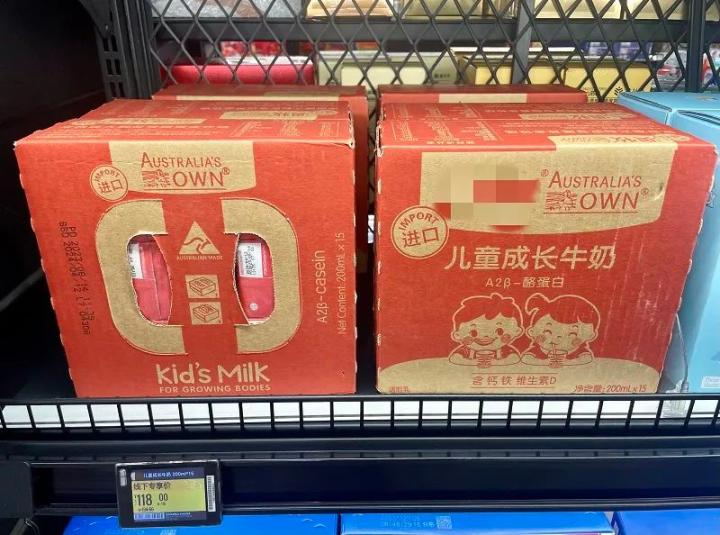 AUSTRALIA'S
OWN®
IMPORT
进口
AUSTRALIAN MADE
A2β-casein
Net Content: 200mL×15
Kid's Milk
FOR GROWING BODIES
®AUSTRALIA'S
OWN®
IMPORT
进口
儿童成长牛奶
A2β-酪蛋白
含 钙 铁 维生素D
净含量: 200mL×15
线下专享价
¥118.00